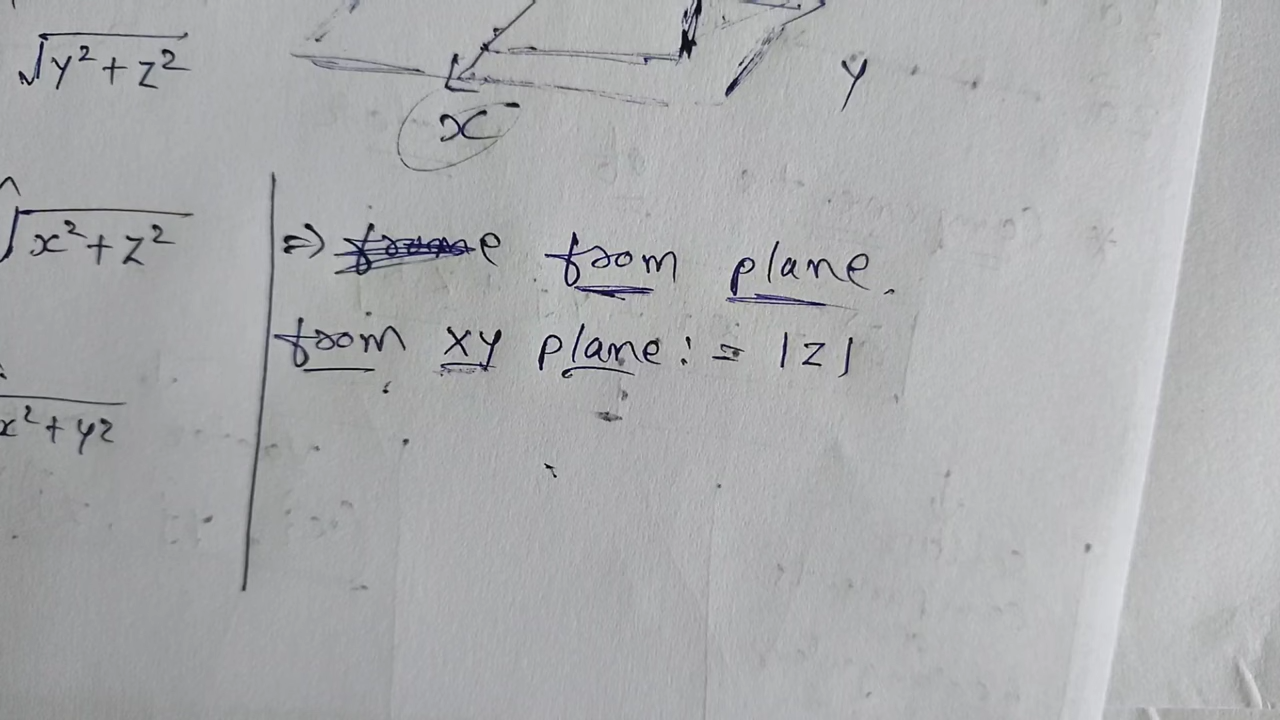 √y² + z²
x
y
√x² + z²
⇒ from plane.
from xy plane: = |z|
x² + y2